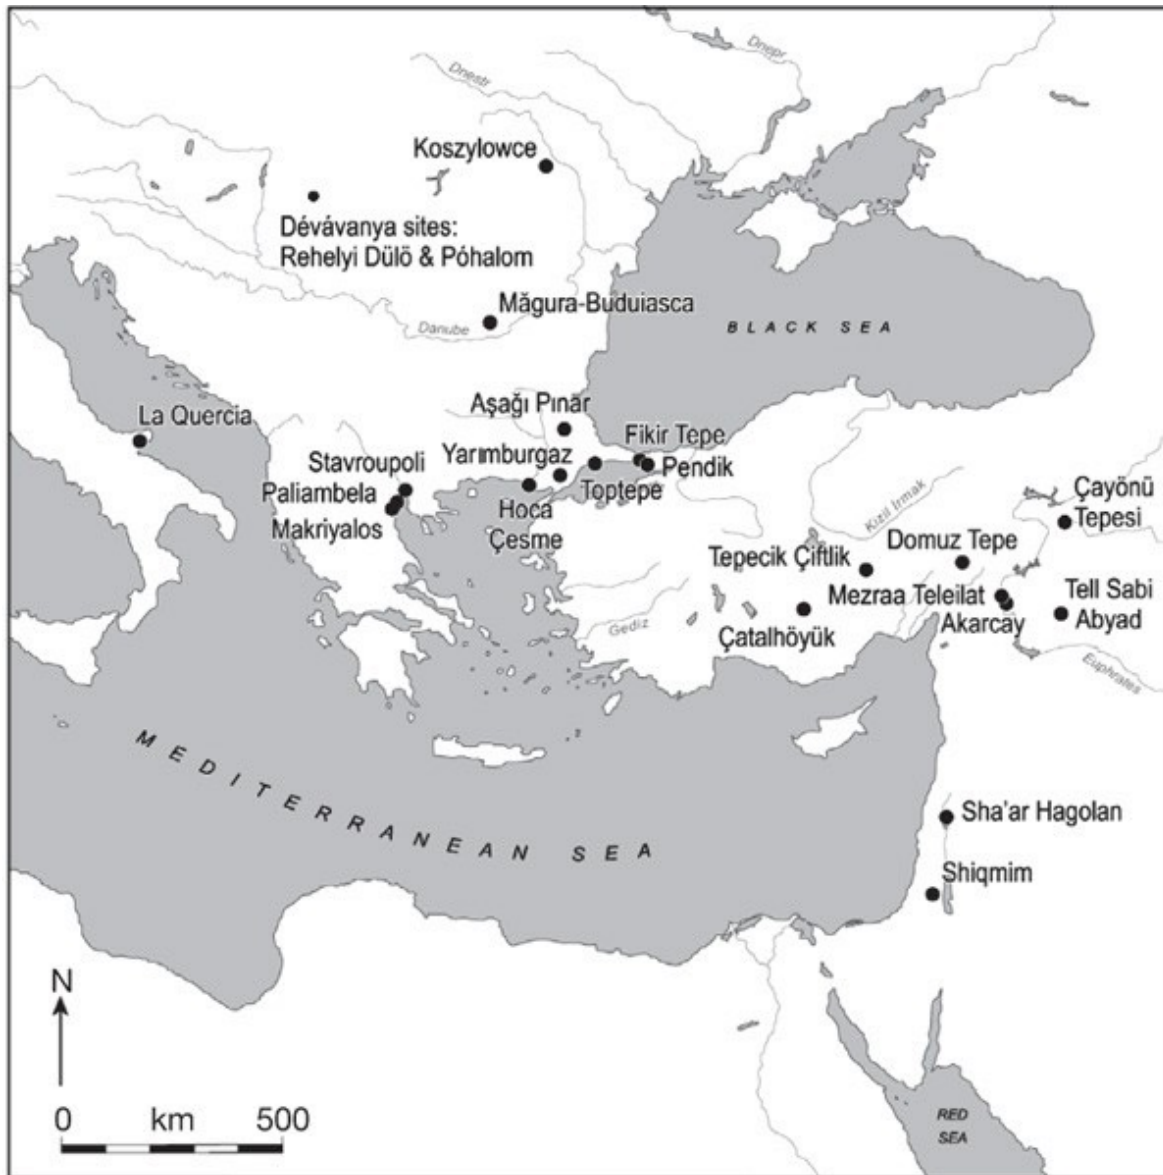 Dnepr
Dnestr
Koszylowce
Dévávanya sites:
Rehelyi Dülö & Póhalom
Măgura-Buduiasca
Danube
BLACK SEA
La Quercia
Aşağı Pınar
Fikir Tepe
Yarımburgaz
Pendik
Stavroupoli
Toptepe
Paliambela
Makriyalos
Hoca
Çesme
Kizil Irmak
Çayönü
Tepesi
Tepecik Çiftlik
Domuz Tepe
Mezraa Teleilat
Tell Sabi
Abyad
Akarcay
Gediz
Çatalhöyük
Euphrates
MEDITERRANEAN SEA
Sha'ar Hagolan
Shiqmim
N
0 km 500
RED
SEA